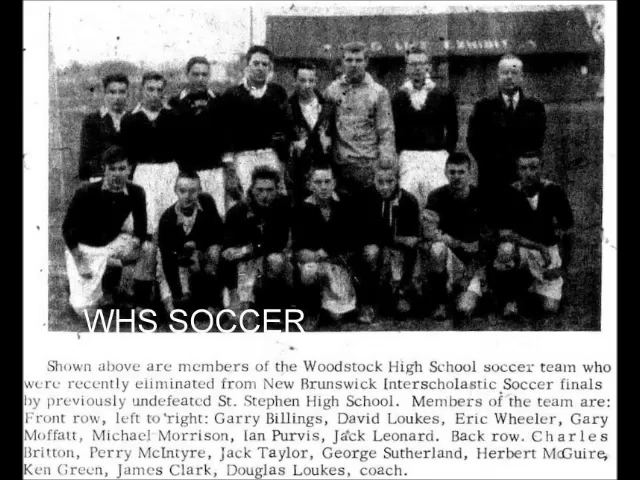 EXHIBIT
WHS SOCCER
Shown above are members of the Woodstock High School soccer team who
were recently eliminated from New Brunswick Interscholastic Soccer finals
by previously undefeated St. Stephen High School. Members of the team are:
Front row, left to right: Garry Billings, David Loukes, Eric Wheeler, Gary
Moffatt, Michael Morrison, Ian Purvis, Jack Leonard. Back row. Charles
Britton, Perry McIntyre, Jack Taylor, George Sutherland, Herbert McGuire,
Ken Green, James Clark, Douglas Loukes, coach.